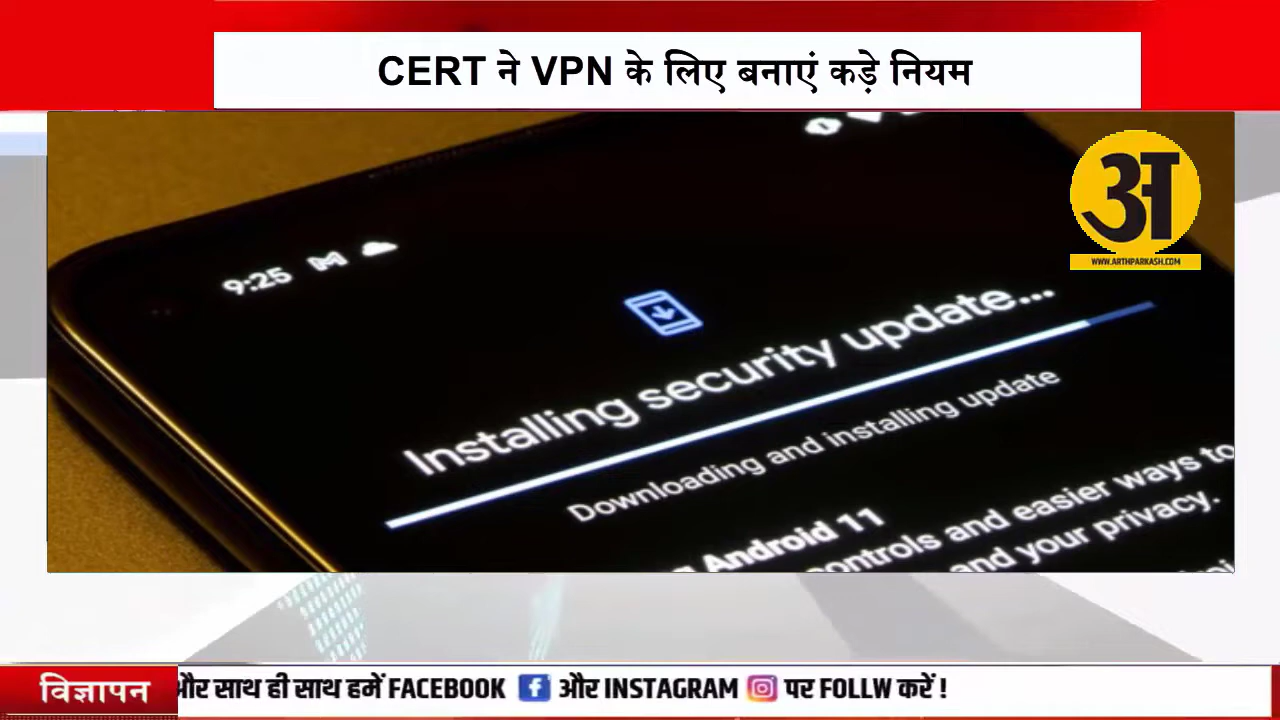 CERT ने VPN के लिए बनाएं कड़े नियम
अ
WWW.ARTHPARKASH.COM
9:25
Installing security update...
Downloading and installing update
Android 11
controls and easier ways to
and your privacy.
विज्ञापन
और साथ ही साथ हमें FACEBOOK और INSTAGRAM पर FOLLW करें !